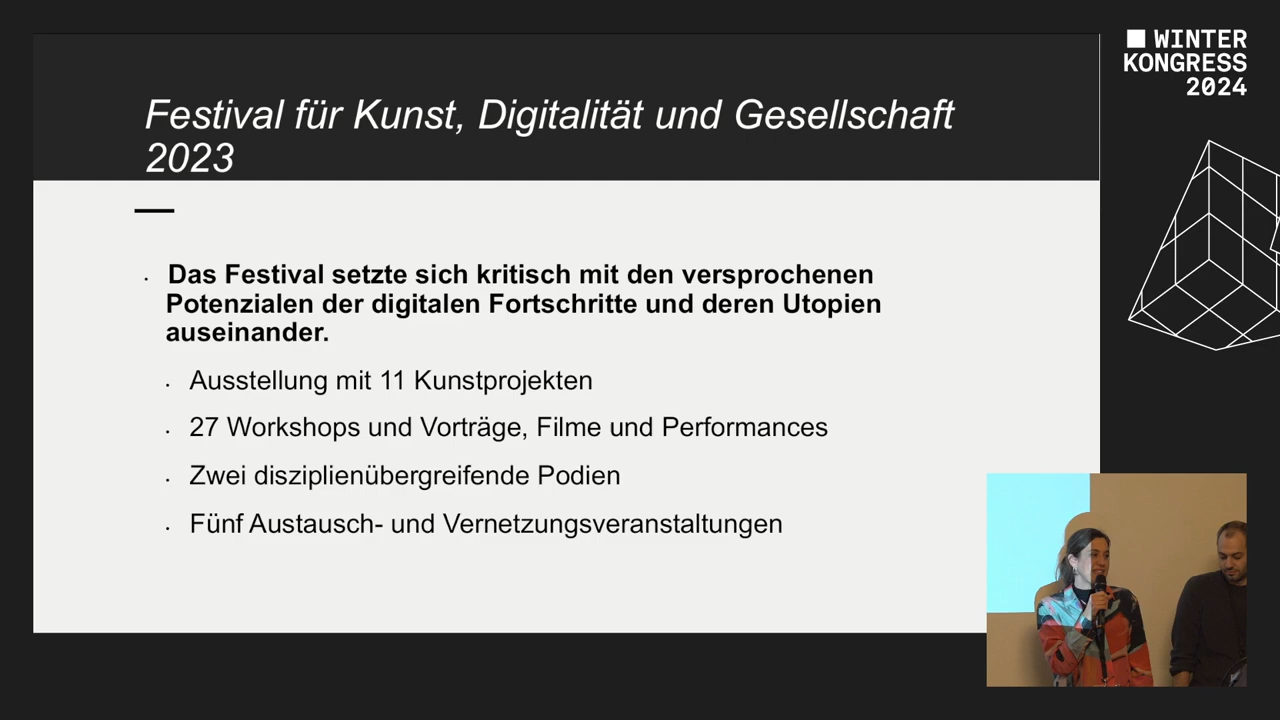 WINTER
KONGRESS
2024
Festival für Kunst, Digitalität und Gesellschaft
2023
Das Festival setzte sich kritisch mit den versprochenen
Potenzialen der digitalen Fortschritte und deren Utopien
auseinander.
Ausstellung mit 11 Kunstprojekten
27 Workshops und Vorträge, Filme und Performances
Zwei disziplienübergreifende Podien
Fünf Austausch- und Vernetzungsveranstaltungen